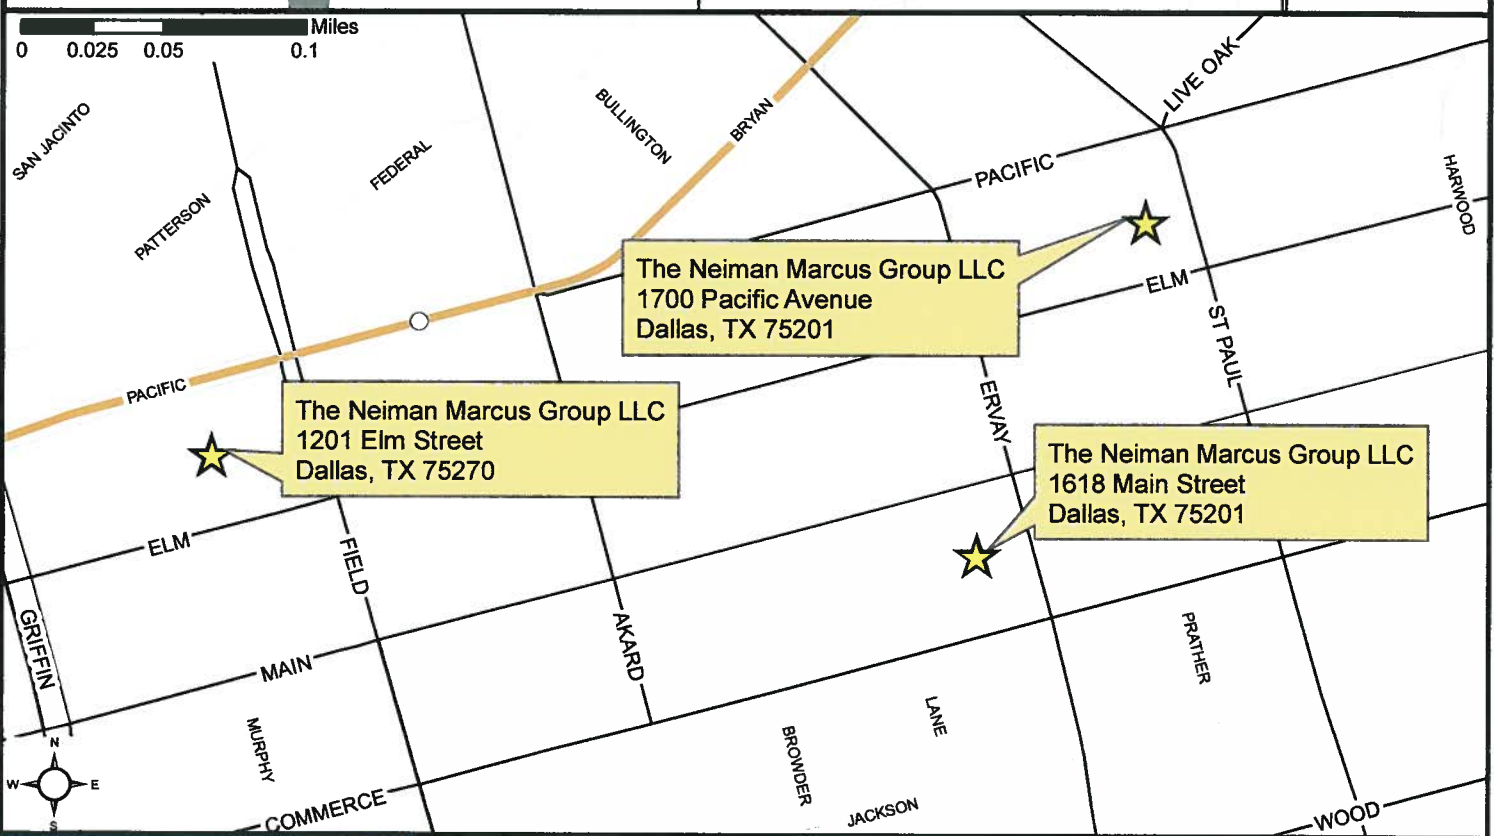 Miles
0 0.025 0.05 0.1
LIVE OAK
SAN JACINTO
BULLINGTON
BRYAN
FEDERAL
PACIFIC
HARWOOD
PATTERSON
The Neiman Marcus Group LLC
1700 Pacific Avenue
Dallas, TX 75201
ELM
ST PAUL
PACIFIC
The Neiman Marcus Group LLC
1201 Elm Street
Dallas, TX 75270
ERVAY
The Neiman Marcus Group LLC
1618 Main Street
Dallas, TX 75201
ELM
FIELD
GRIFFIN
AKARD
PRATHER
MAIN
MURPHY
LANE
BROWDER
N
W E
S
COMMERCE
JACKSON
WOOD